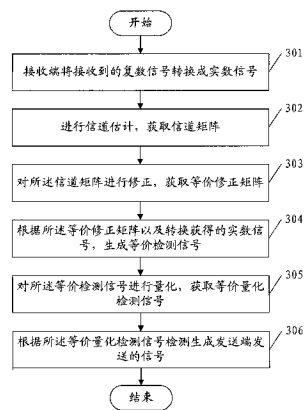 开始
301
接收端将接收到的复数信号转换成实数信号
302
进行信道估计，获取信道矩阵
303
对所述信道矩阵进行修正，获取等价修正矩阵
304
根据所述等价修正矩阵以及转换获得的实数信
号，生成等价检测信号
305
对所述等价检测信号进行量化，获取等价量化
检测信号
306
根据所述等价量化检测信号检测生成发送端发
送的信号
结束